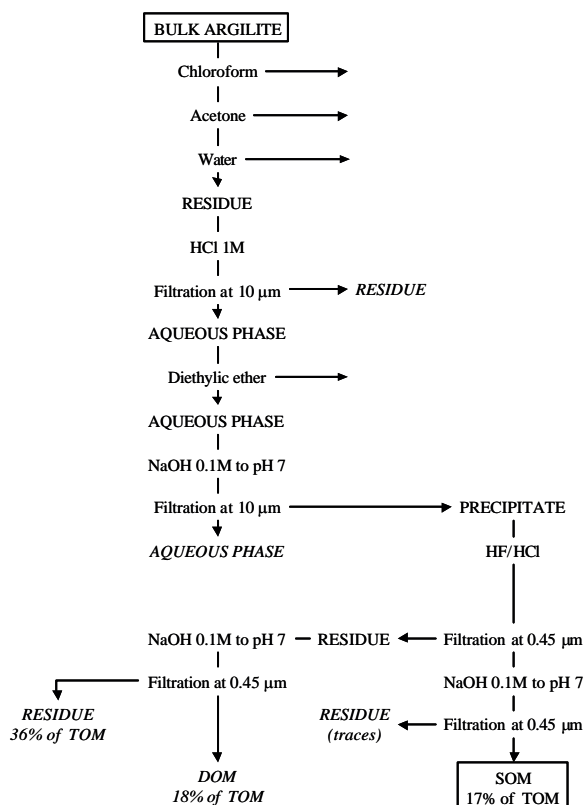 BULK ARGILITE
Chloroform
Acetone
Water
RESIDUE
HCl 1M
Filtration at 10 µm
RESIDUE
AQUEOUS PHASE
Diethylic ether
AQUEOUS PHASE
NaOH 0.1M to pH 7
Filtration at 10 µm
PRECIPITATE
AQUEOUS PHASE
HF/HCl
NaOH 0.1M to pH 7
RESIDUE
Filtration at 0.45 µm
Filtration at 0.45 µm
NaOH 0.1M to pH 7
RESIDUE
36% of TOM
RESIDUE
(traces)
Filtration at 0.45 µm
DOM
18% of TOM
SOM
17% of TOM